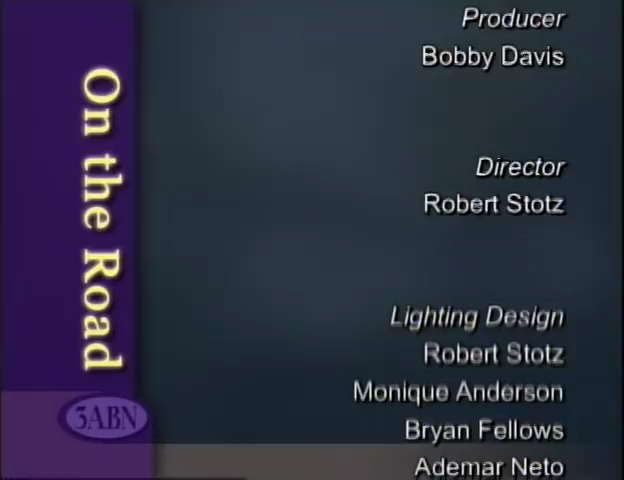 On the Road
3ABN
Producer
Bobby Davis
Director
Robert Stotz
Lighting Design
Robert Stotz
Monique Anderson
Bryan Fellows
Ademar Neto